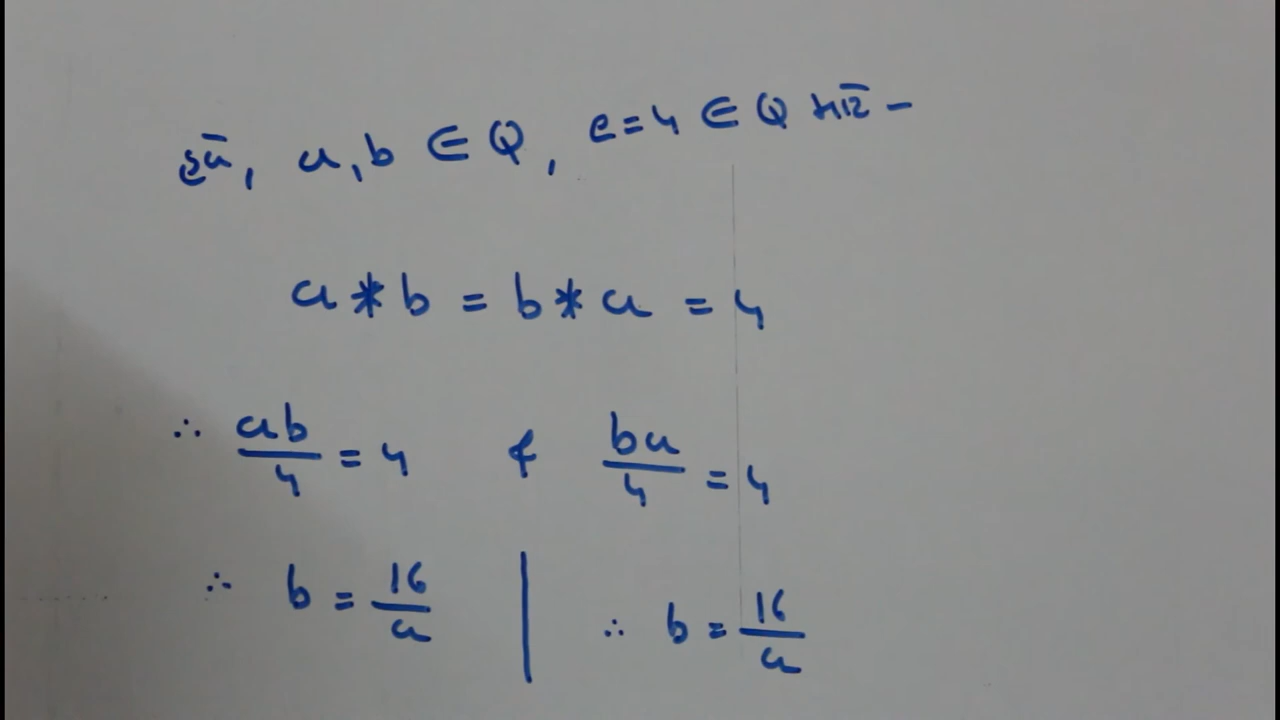 હવે, a, b ∈ Q, e = 4 ∈ Q માટે –
a * b = b * a = 4
∴ ab/4 = 4 & ba/4 = 4
∴ b = 16/a | ∴ b = 16/a